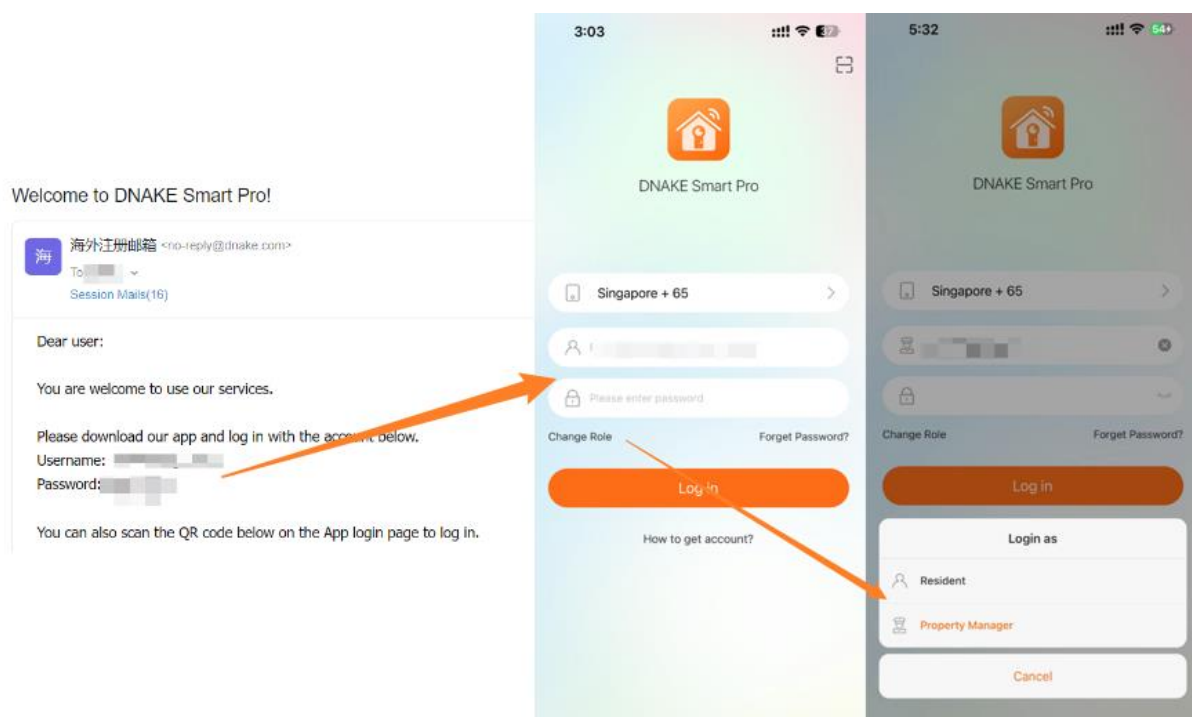 Welcome to DNAKE Smart Pro!
海
海外注册邮箱 <no-reply@dnake.com>
To
Session Mails(16)
Dear user:
You are welcome to use our services.
Please download our app and log in with the account below.
Username:
Password:
You can also scan the QR code below on the App login page to log in.
3:03
37
DNAKE Smart Pro
Singapore + 65
Please enter password
Change Role
Forget Password?
Log in
How to get account?
5:32
54
DNAKE Smart Pro
Singapore + 65
Change Role
Forget Password?
Log in
Login as
Resident
Property Manager
Cancel